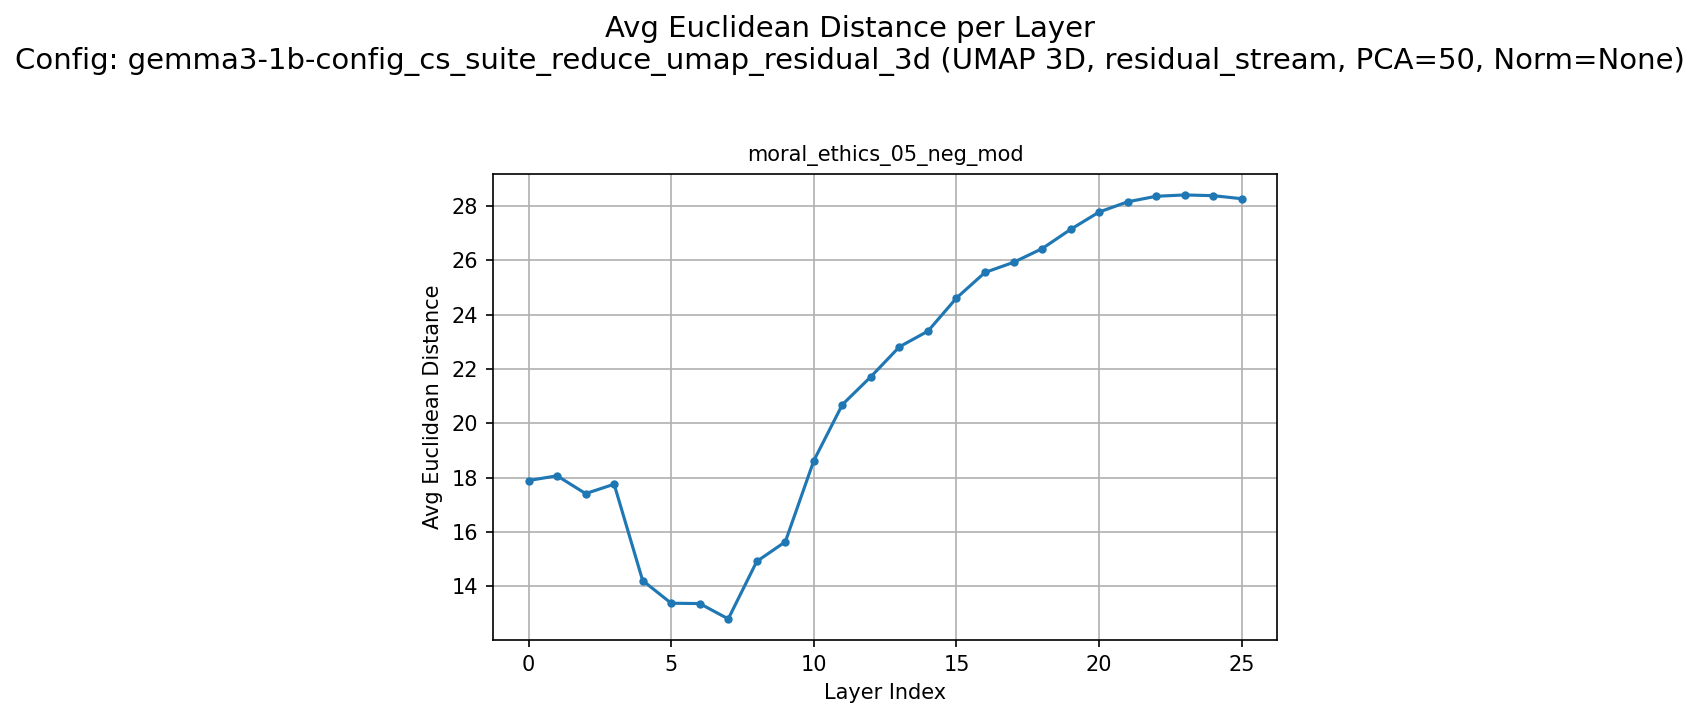 Avg Euclidean Distance per Layer
Config: gemma3-1b-config_cs_suite_reduce_umap_residual_3d (UMAP 3D, residual_stream, PCA=50, Norm=None)
moral_ethics_05_neg_mod
Avg Euclidean Distance
28
26
24
22
20
18
16
14
0 5 10 15 20 25
Layer Index